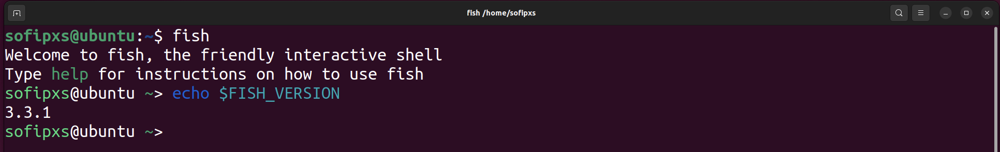 fish /home/sofipxs
sofipxs@ubuntu:~$ fish
Welcome to fish, the friendly interactive shell
Type help for instructions on how to use fish
sofipxs@ubuntu ~> echo $FISH_VERSION
3.3.1
sofipxs@ubuntu ~>